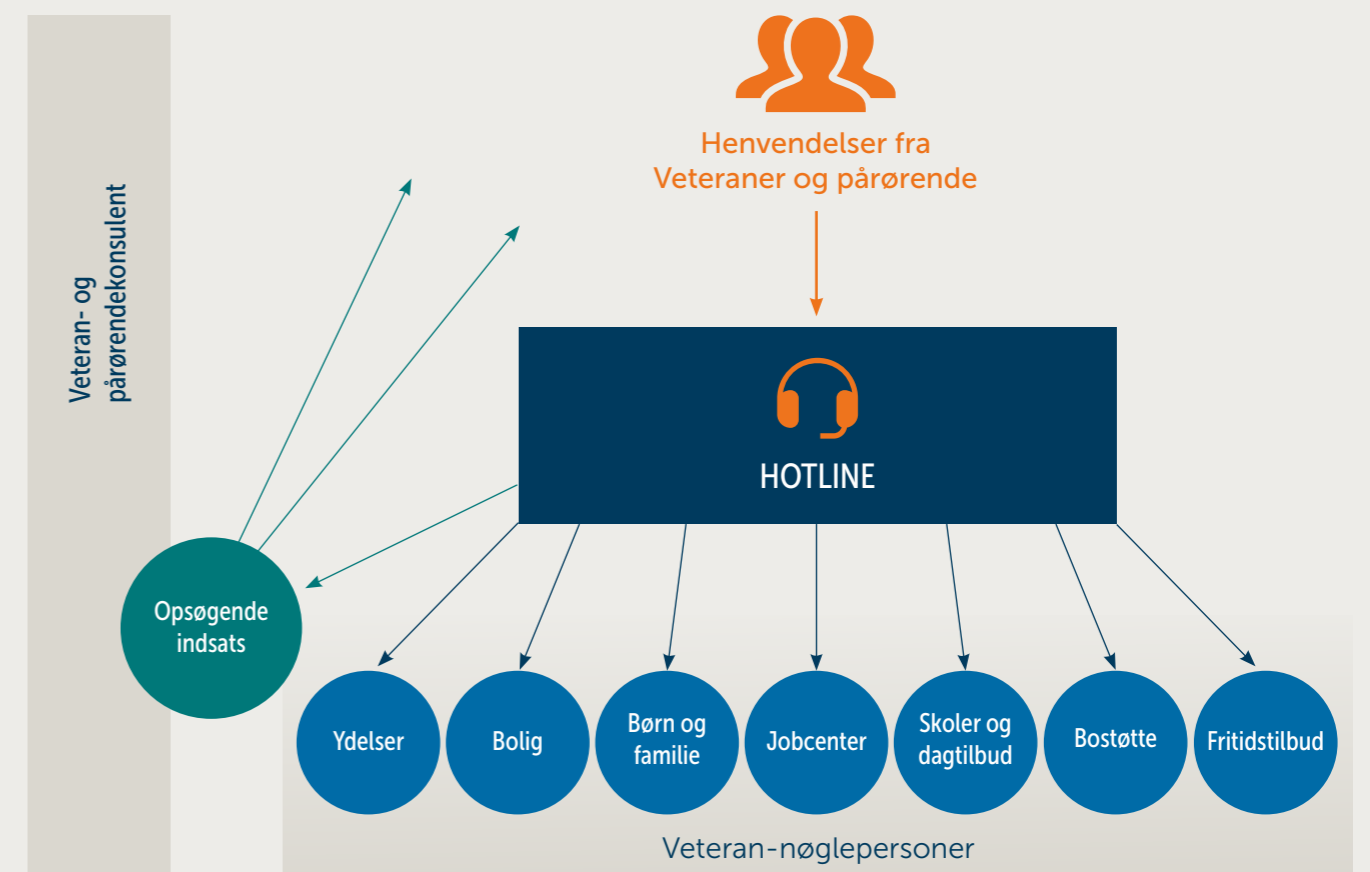 Henvendelser fra
Veteraner og pårørende
Veteran- og
pårørendekonsulent
HOTLINE
Opsøgende
indsats
Ydelser
Bolig
Børn og
familie
Jobcenter
Skoler og
dagtilbud
Bostøtte
Fritidstilbud
Veteran-nøglepersoner